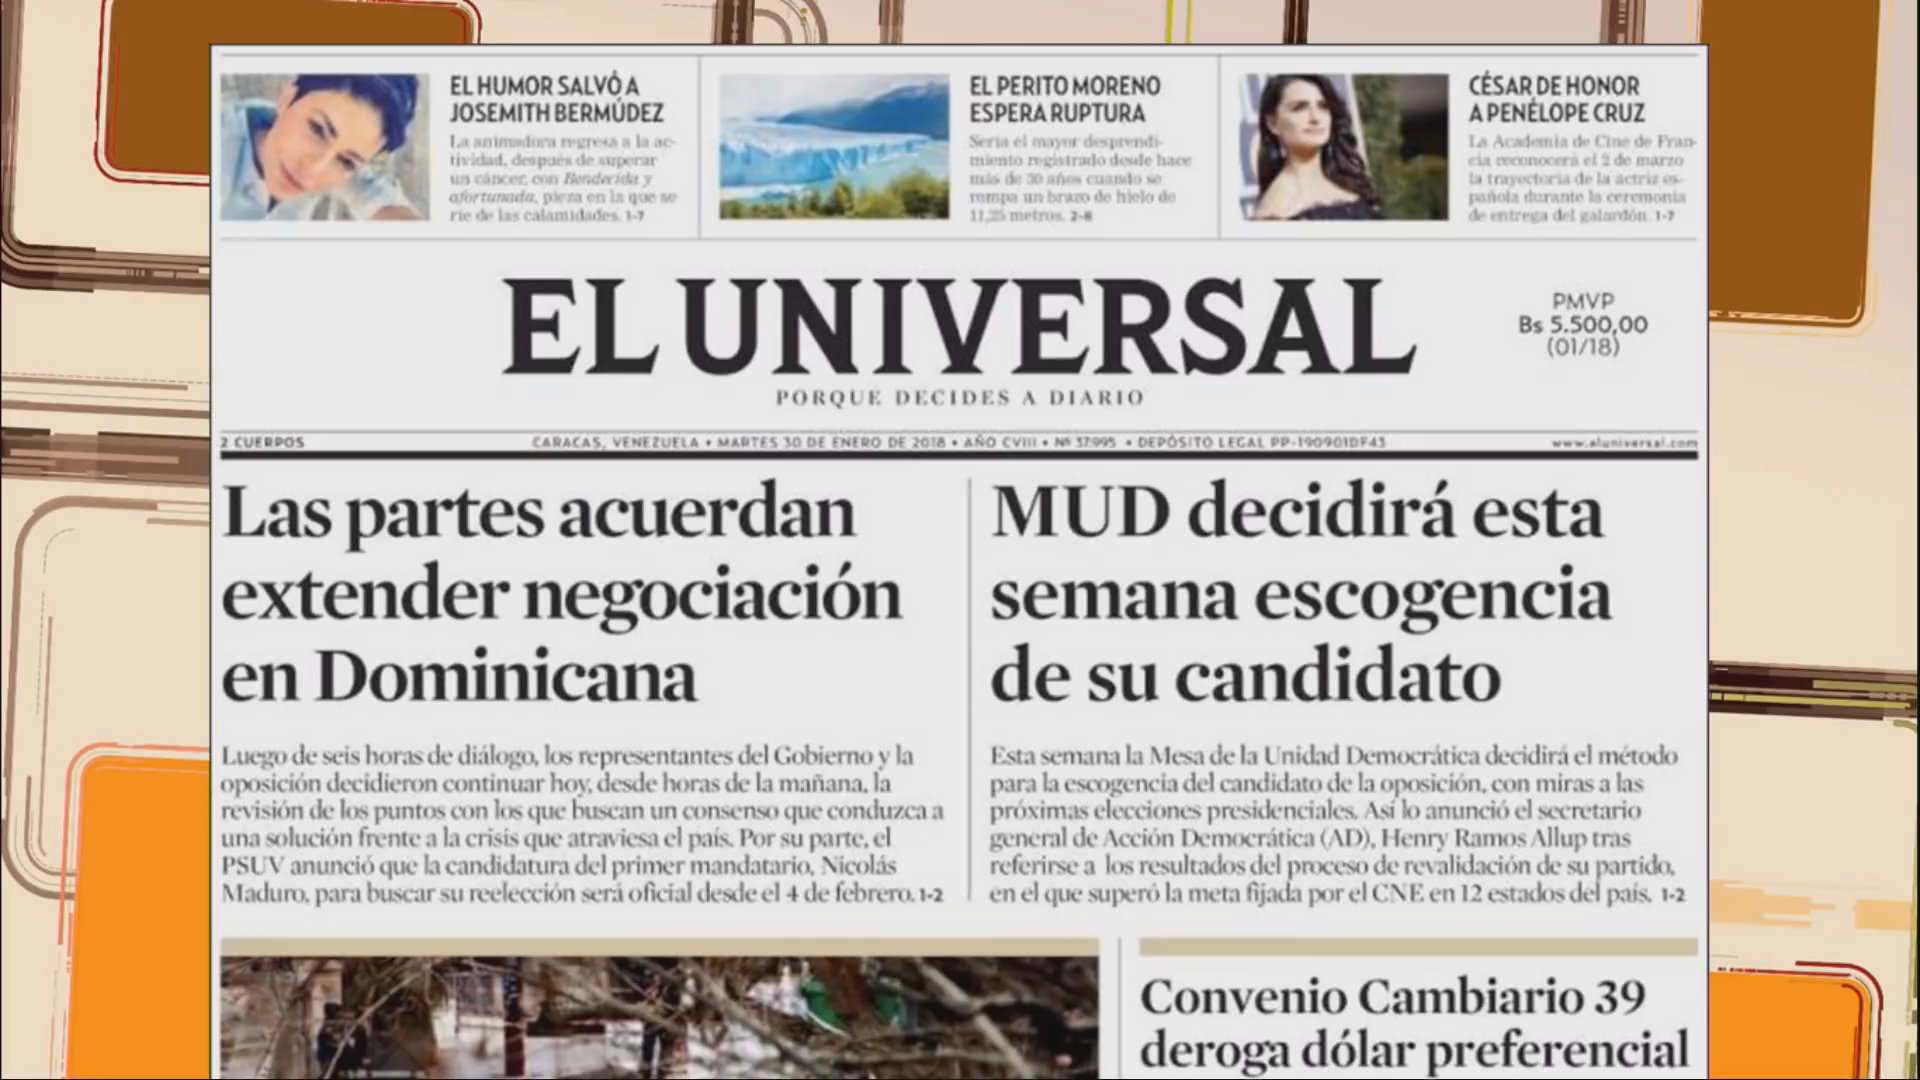 EL HUMOR SALVÓ A
JOSEMITH BERMÚDEZ
La animadora regresa a la ac-
tividad, después de superar
un cáncer, con Bendecida y
afortunada, pieza en la que se
ríe de las calamidades. 1-7
EL PERITO MORENO
ESPERA RUPTURA
Sería el mayor desprendi-
miento registrado desde hace
más de 30 años cuando se
rompa un brazo de hielo de
11,25 metros. 2-8
CÉSAR DE HONOR
A PENÉLOPE CRUZ
La Academia de Cine de Fran-
cia reconocerá el 2 de marzo
la trayectoria de la actriz es-
pañola durante la ceremonia
de entrega del galardón. 1-7
EL UNIVERSAL
PORQUE DECIDES A DIARIO
PMVP
Bs 5.500,00
(01/18)
2 CUERPOS
CARACAS, VENEZUELA • MARTES 30 DE ENERO DE 2018 • AÑO CVIII • Nº 37.995 • DEPÓSITO LEGAL PP-190901DF43
www.eluniversal.com
Las partes acuerdan
extender negociación
en Dominicana
Luego de seis horas de diálogo, los representantes del Gobierno y la
oposición decidieron continuar hoy, desde horas de la mañana, la
revisión de los puntos con los que buscan un consenso que conduzca a
una solución frente a la crisis que atraviesa el país. Por su parte, el
PSUV anunció que la candidatura del primer mandatario, Nicolás
Maduro, para buscar su reelección será oficial desde el 4 de febrero. 1-2
MUD decidirá esta
semana escogencia
de su candidato
Esta semana la Mesa de la Unidad Democrática decidirá el método
para la escogencia del candidato de la oposición, con miras a las
próximas elecciones presidenciales. Así lo anunció el secretario
general de Acción Democrática (AD), Henry Ramos Allup tras
referirse a los resultados del proceso de revalidación de su partido,
en el que superó la meta fijada por el CNE en 12 estados del país. 1-2
Convenio Cambiario 39
deroga dólar preferencial